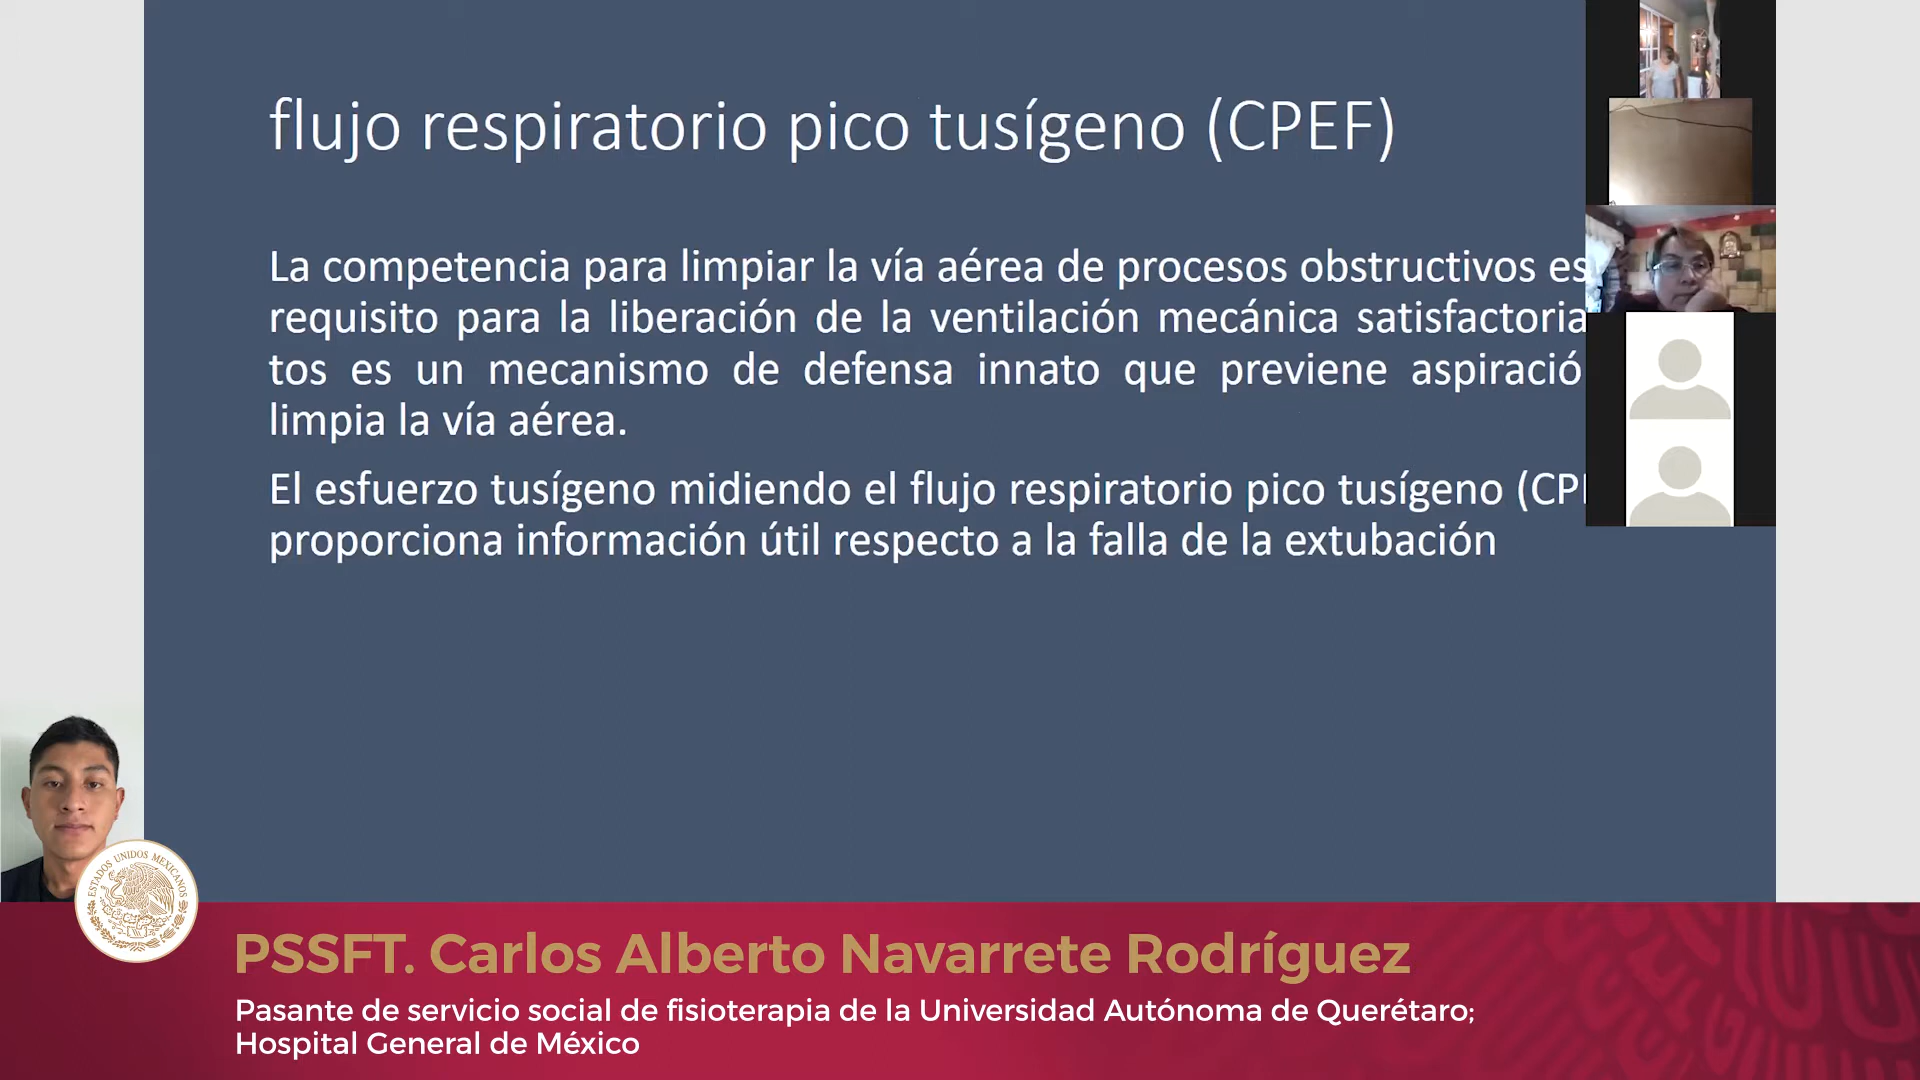 flujo respiratorio pico tusígeno (CPEF)
La competencia para limpiar la vía aérea de procesos obstructivos es
requisito para la liberación de la ventilación mecánica satisfactoria
tos es un mecanismo de defensa innato que previene
limpia la vía aérea.
El esfuerzo tusígeno midiendo el flujo respiratorio pico tusígeno
proporciona información útil respecto a la falla de la extubación
ESTADOS UNIDOS MEXICANOS
PSSFT. Carlos Alberto Navarrete Rodríguez
Pasante de servicio social de fisioterapia de la Universidad Autónoma de Querétaro;
Hospital General de México